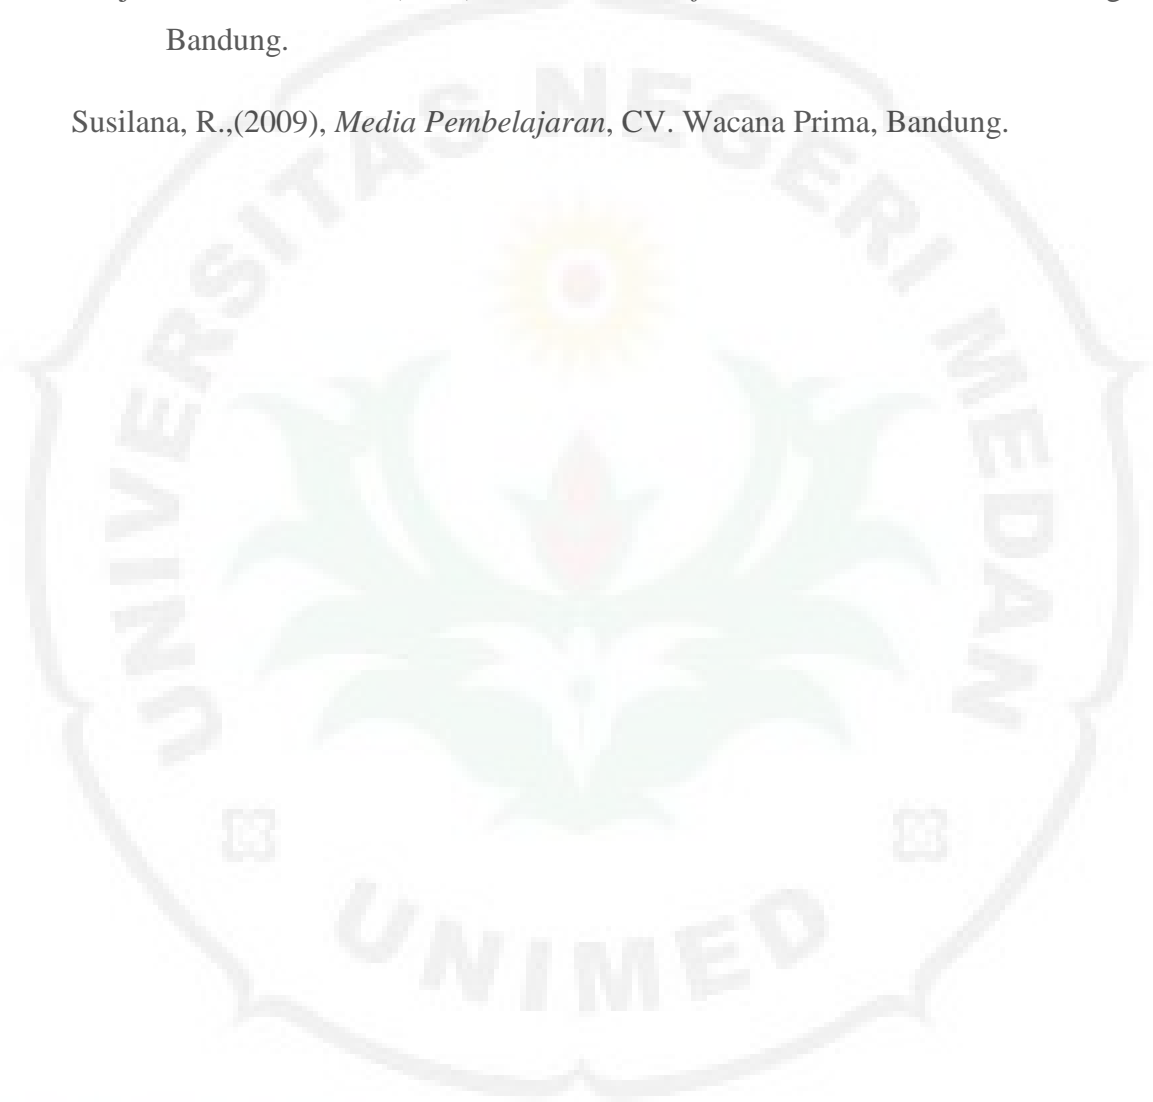 Bandung.
Susilana, R.,(2009), Media Pembelajaran, CV. Wacana Prima, Bandung.
UNIVERSITAS NEGERI MEDAN
UNIMED